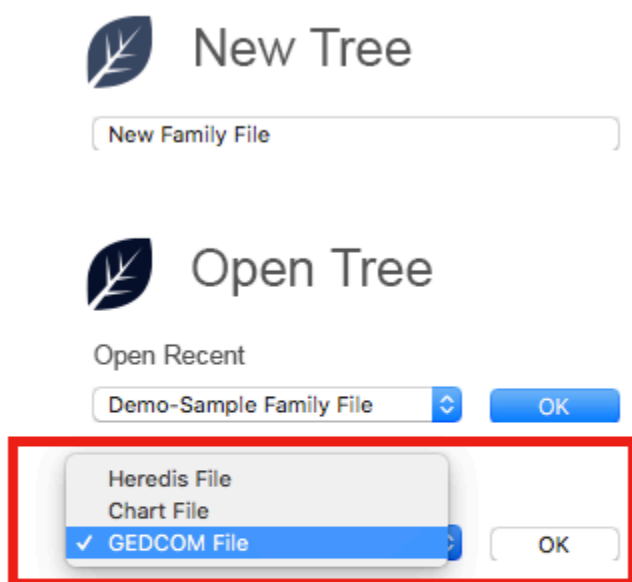 New Tree
New Family File
Open Tree
Open Recent
Demo-Sample Family File
OK
Heredis File
Chart File
✓ GEDCOM File
OK